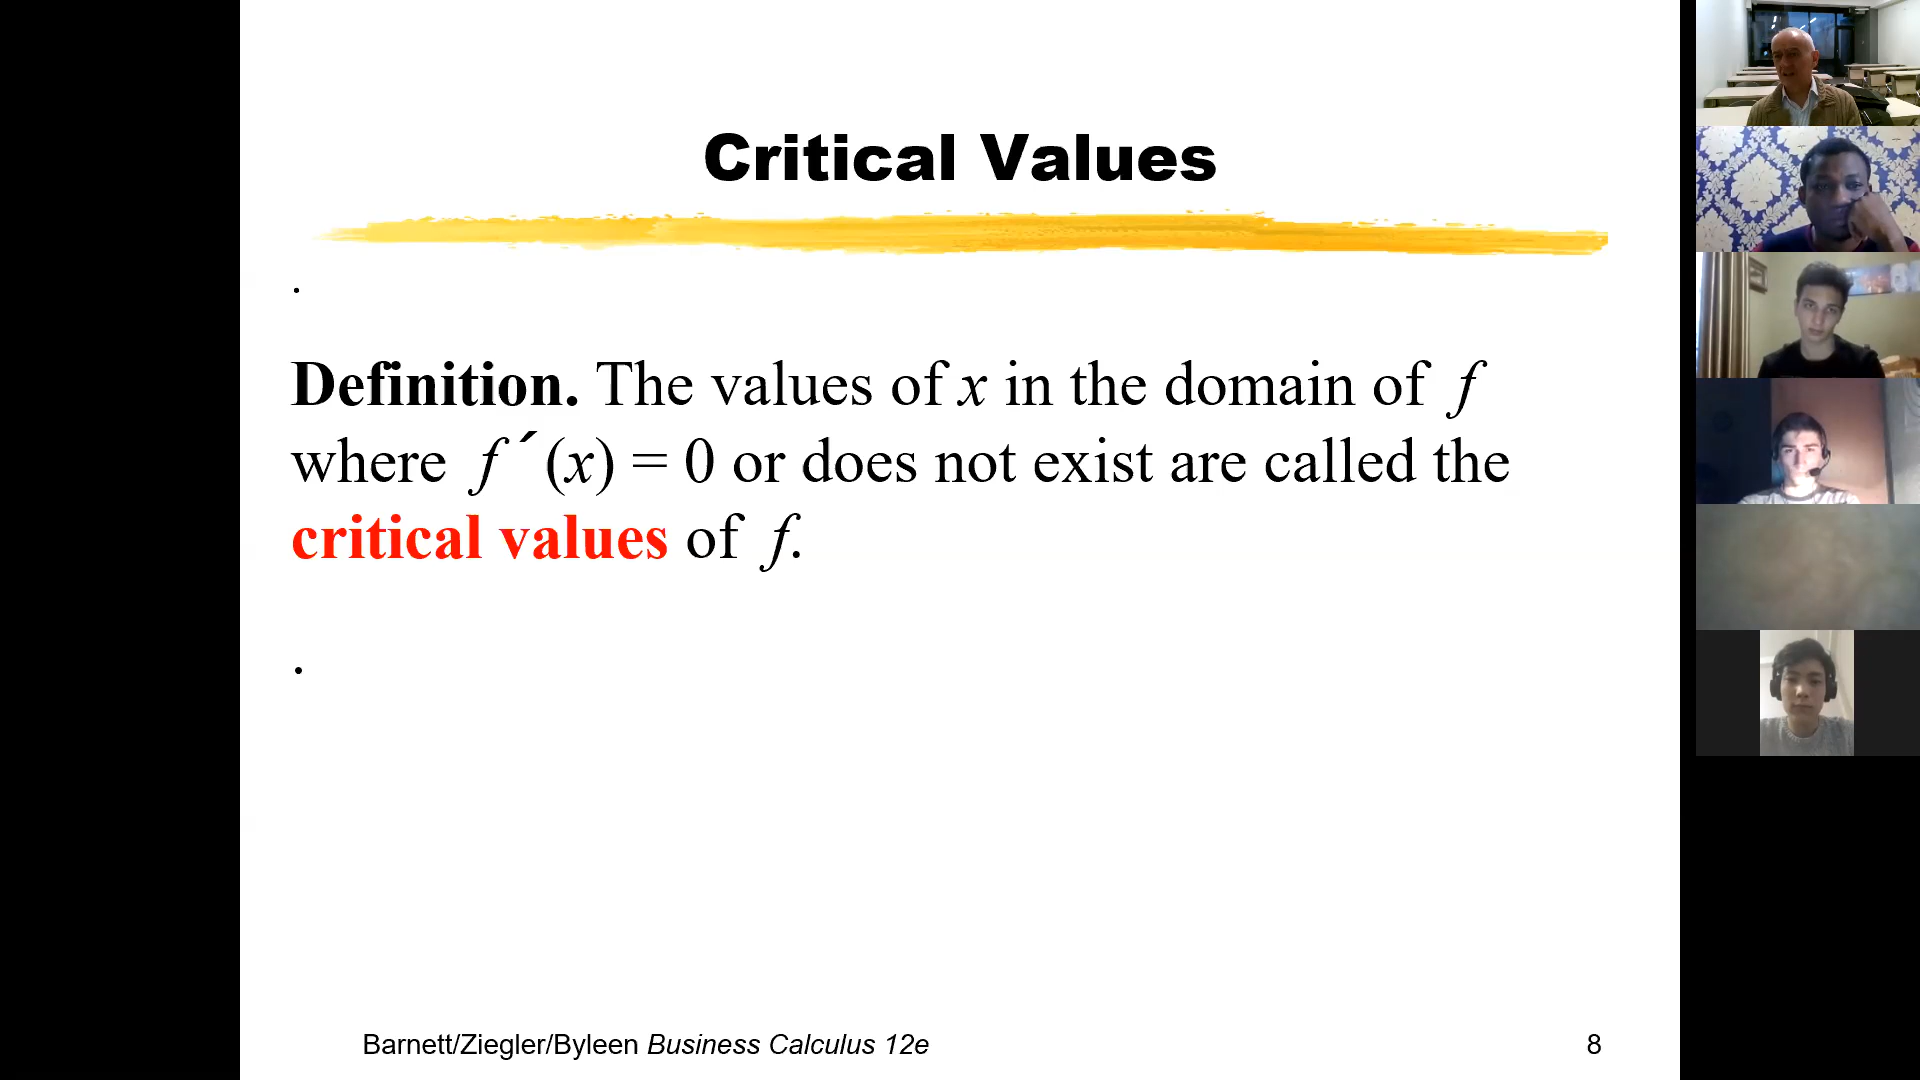 Critical Values
.
Definition. The values of x in the domain of f
where f´(x) = 0 or does not exist are called the
critical values of f.
.
Barnett/Ziegler/Byleen Business Calculus 12e
8